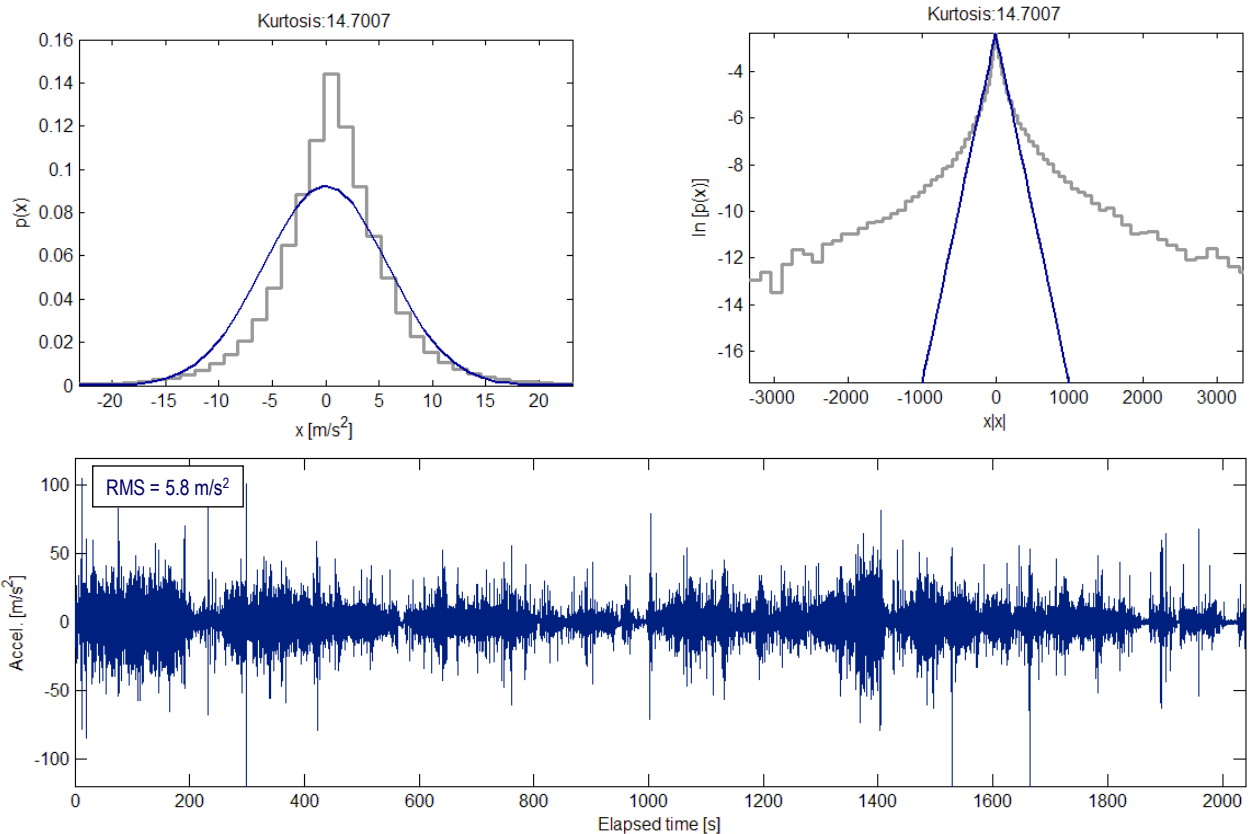 Kurtosis:14.7007
0.16
0.14
0.12
0.1
0.08
0.06
0.04
0.02
0
p(x)
-20 -15 -10 -5 0 5 10 15 20
x [m/s²]
Kurtosis:14.7007
-4
-6
-8
-10
-12
-14
-16
ln [p(x)]
-3000 -2000 -1000 0 1000 2000 3000
x|x|
RMS = 5.8 m/s²
100
50
0
-50
-100
Accel. [m/s²]
0 200 400 600 800 1000 1200 1400 1600 1800 2000
Elapsed time [s]